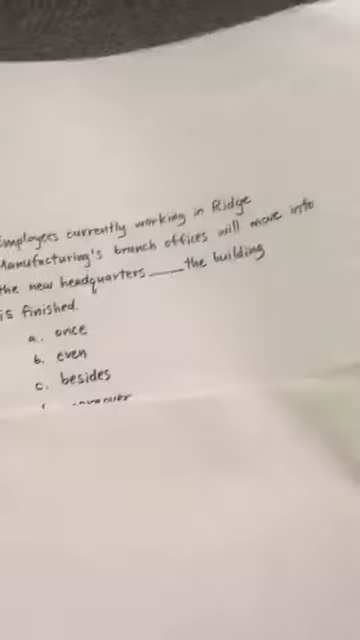 Employees currently working in Ridge
Manufacturing's branch offices will move into
the new headquarters ____ the building
is finished.
a. once
b. even
c. besides